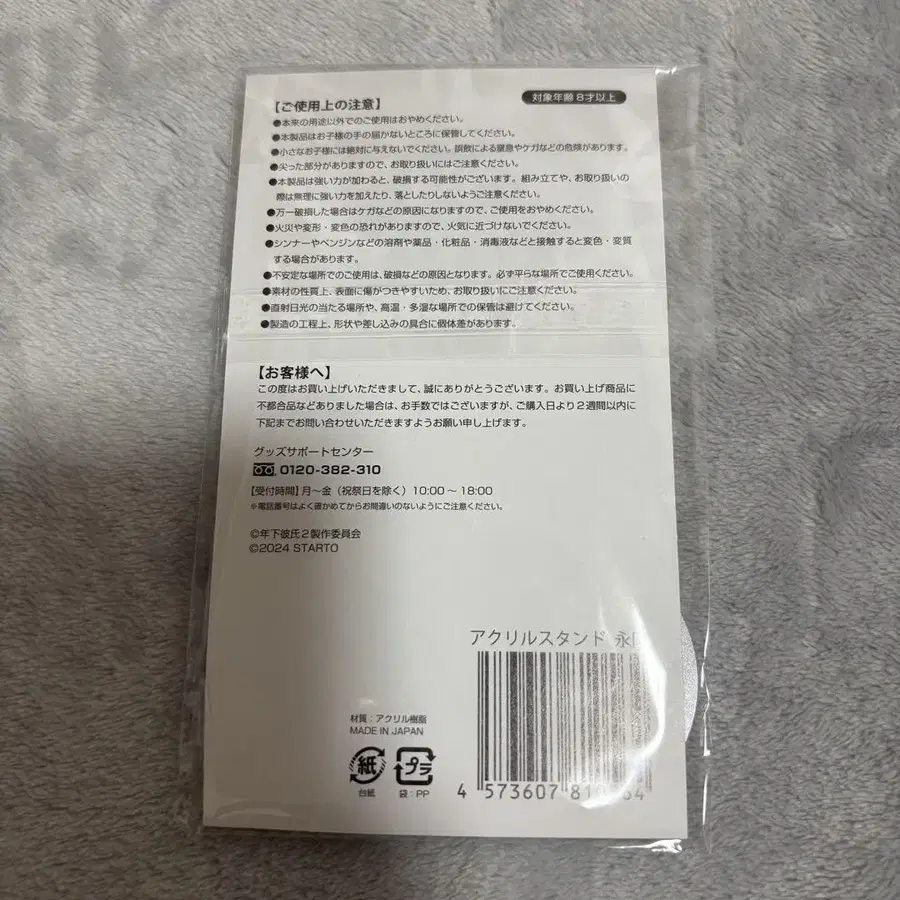 【ご使用上の注意】
対象年齢8才以上
●本来の用途以外でのご使用はおやめください。
●本製品はお子様の手の届かないところに保管してください。
●小さなお子様には絶対に与えないでください。誤飲による窒息やケガなどの危険があります。
●尖った部分がありますので、お取り扱いにはご注意ください。
●本製品は強い力が加わると、破損する可能性がございます。組み立てや、お取り扱いの
際は無理に強い力を加えたり、落としたりしないようご注意ください。
●万一破損した場合はケガなどの原因になりますので、ご使用をおやめください。
●火災や変形・変色の恐れがありますので、火気に近づけないでください。
●シンナーやベンジンなどの溶剤や薬品・化粧品・消毒液などと接触すると変色・変質
する場合があります。
●不安定な場所でのご使用は、破損などの原因となります。必ず平らな場所でご使用ください。
●素材の性質上、表面に傷がつきやすいため、お取り扱いにご注意ください。
●直射日光の当たる場所や、高温・多湿な場所での保管は避けてください。
●製造の工程上、形状や差し込みの具合に個体差があります。
【お客様へ】
この度はお買い上げいただきまして、誠にありがとうございます。お買い上げ商品に
不都合品などありました場合は、お手数ではございますが、ご購入日より2週間以内に
下記までお問い合わせいただきますようお願い申し上げます。
グッズサポートセンター
0120-382-310
【受付時間】月〜金（祝祭日を除く）10:00〜18:00
※電話番号はよく確かめてからお間違いのないようにご注意ください。
©年下彼氏2製作委員会
©2024 STARTO
アクリルスタンド 永
材質：アクリル樹脂
MADE IN JAPAN
紙
プラ
台紙
袋：PP
4 573607